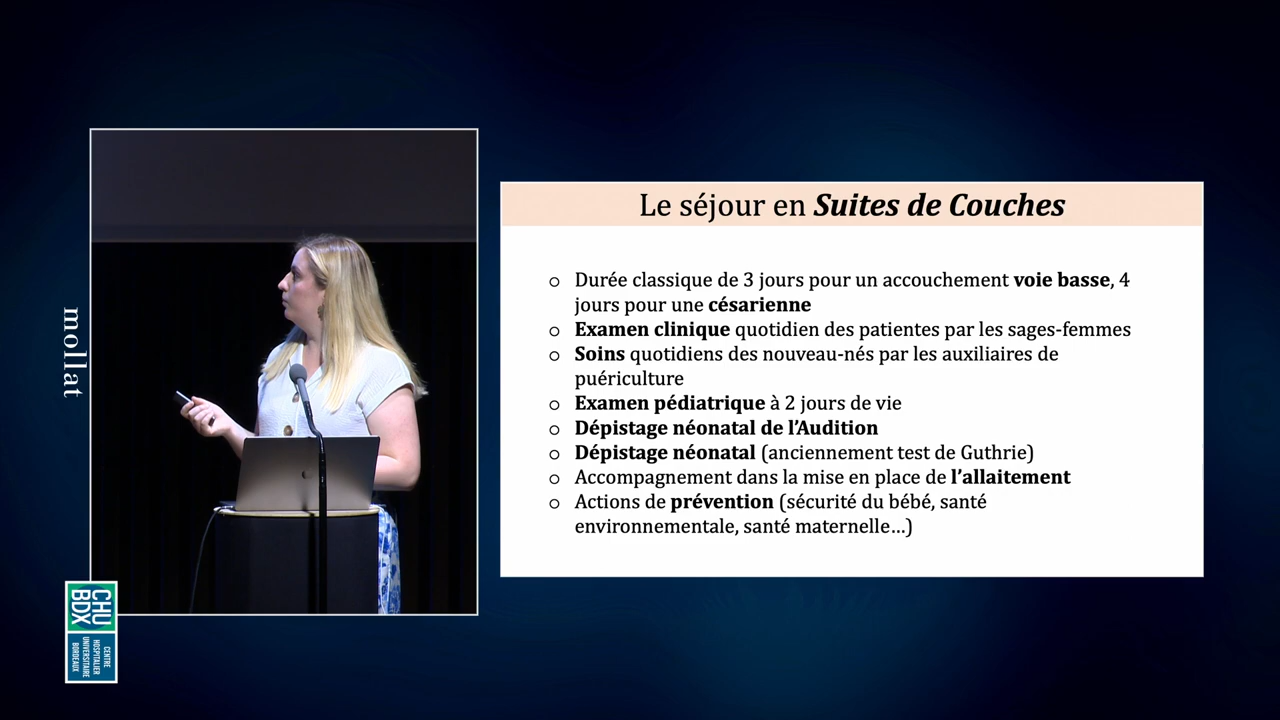 mollat
CHU
BDX
CENTRE
HOSPITALIER
UNIVERSITAIRE
BORDEAUX
Le séjour en Suites de Couches
o Durée classique de 3 jours pour un accouchement voie basse, 4
jours pour une césarienne
o Examen clinique quotidien des patientes par les sages-femmes
o Soins quotidiens des nouveau-nés par les auxiliaires de
puériculture
o Examen pédiatrique à 2 jours de vie
o Dépistage néonatal de l’Audition
o Dépistage néonatal (anciennement test de Guthrie)
o Accompagnement dans la mise en place de l’allaitement
o Actions de prévention (sécurité du bébé, santé
environnementale, santé maternelle…)